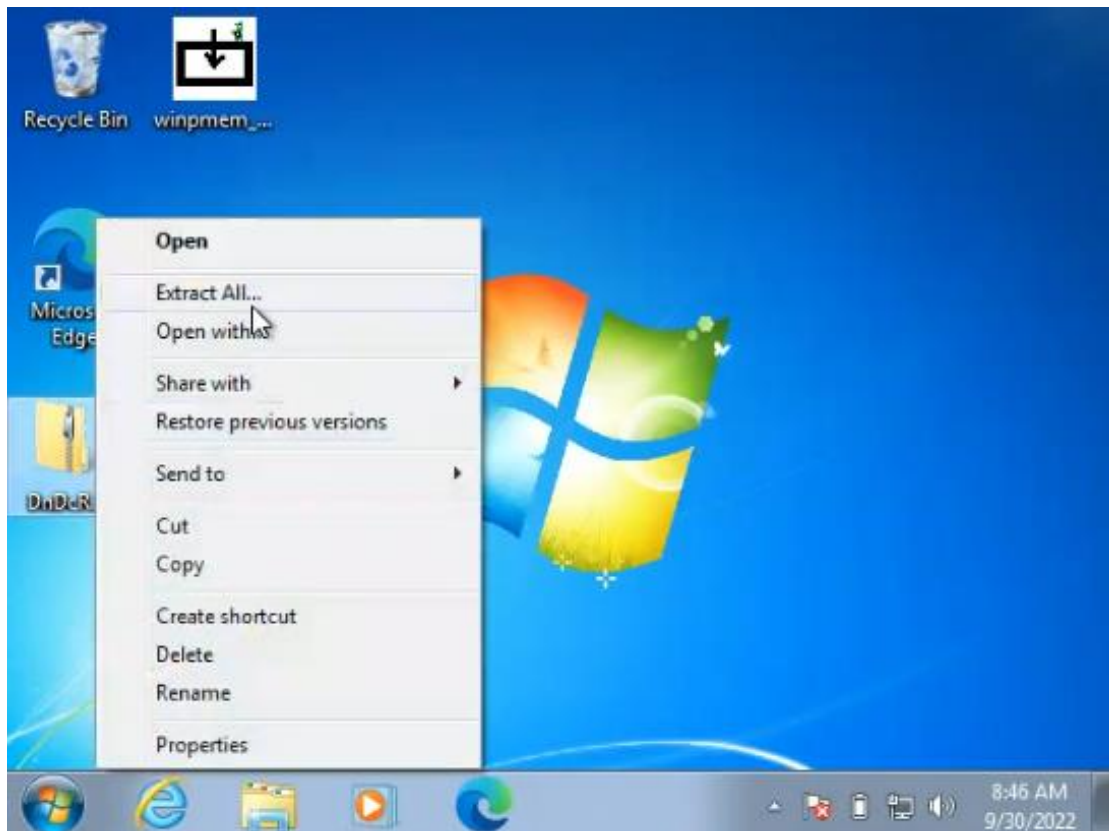 Recycle Bin
winpmem_...
Open
Extract All...
Micros
Edge
Open with...
Share with
Restore previous versions
DnDcR
Send to
Cut
Copy
Create shortcut
Delete
Rename
Properties
8:46 AM
9/30/2022